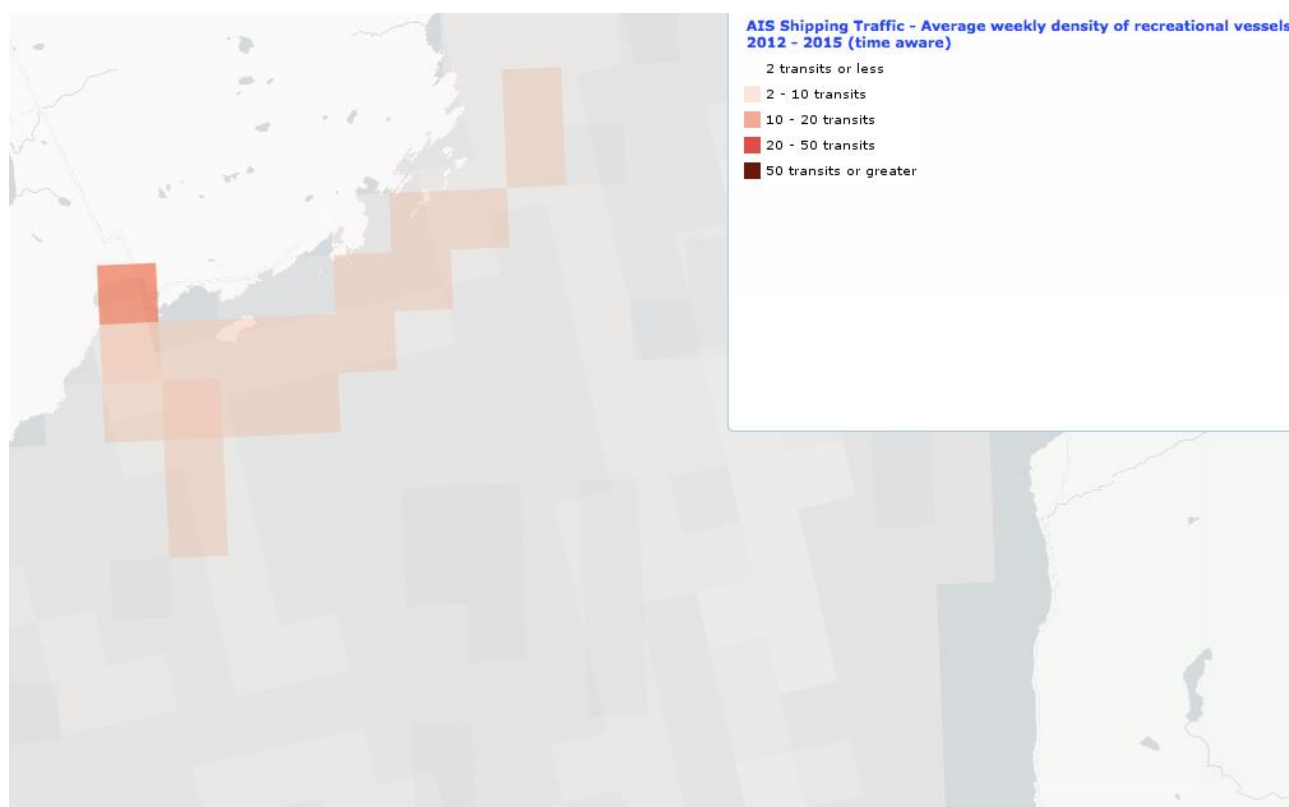 AIS Shipping Traffic - Average weekly density of recreational vessels
2012 - 2015 (time aware)
2 transits or less
2 - 10 transits
10 - 20 transits
20 - 50 transits
50 transits or greater